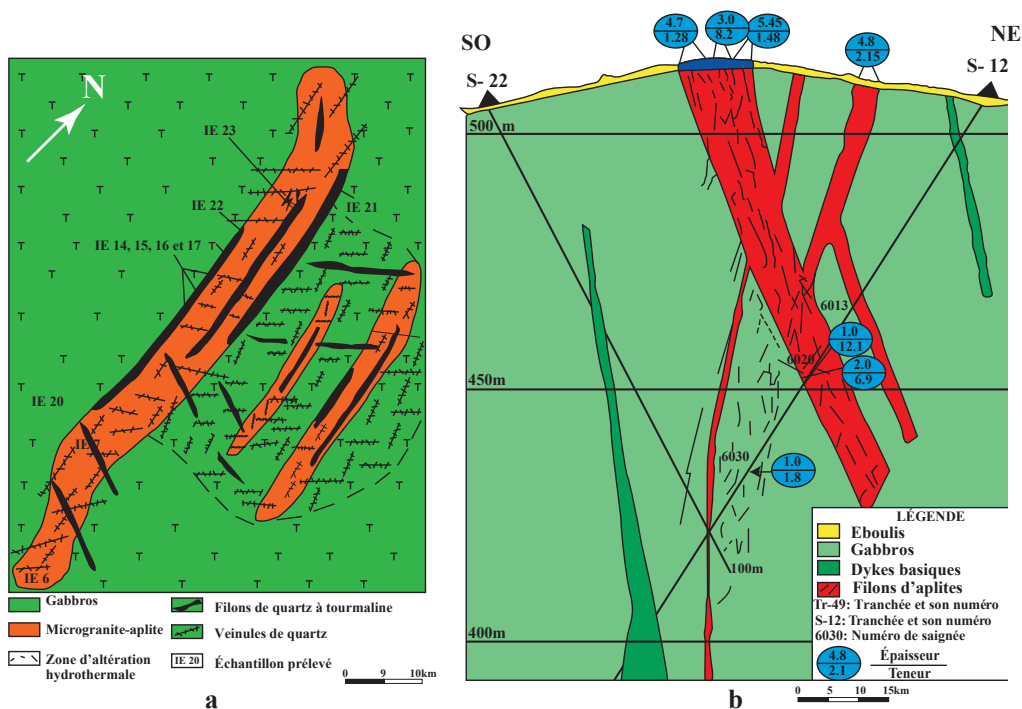 N
IE 23
IE 22
IE 21
IE 14, 15, 16 et 17
IE 20
IE 7
IE 6
Gabbros
Microgranite-aplite
Zone d'altération
hydrothermale
Filons de quartz à tourmaline
Veinules de quartz
IE 20
Échantillon prélevé
0 9 10km
a
SO
NE
S- 22
S- 12
4.7
1.28
3.0
8.2
5.45
1.48
4.8
2.15
500 m
6013
1.0
12.1
6020
2.0
6.9
450m
6030
1.0
1.8
100m
400m
LÉGENDE
Eboulis
Gabbros
Dykes basiques
Filons d'aplites
Tr-49: Tranchée et son numéro
S-12: Tranchée et son numéro
6030: Numéro de saignée
4.8
2.1
Épaisseur
Teneur
0 5 10 15km
b